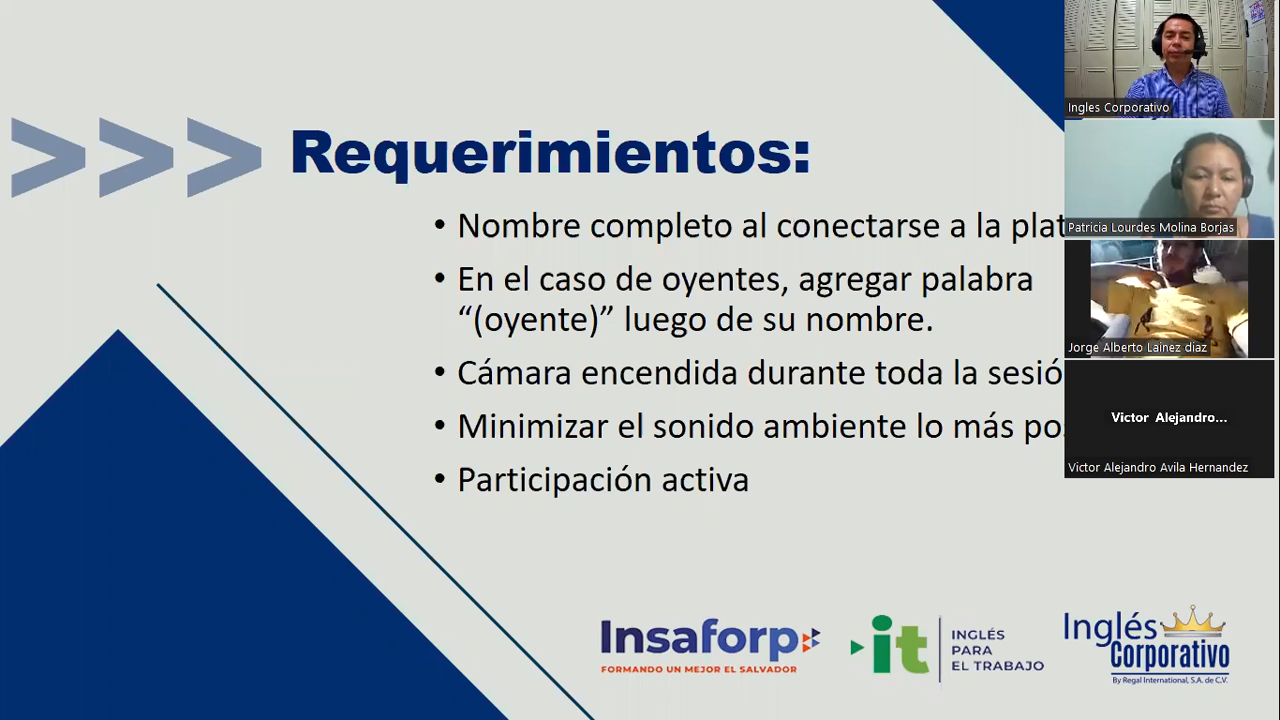 >>> Requerimientos:
• Nombre completo al conectarse a la plat
• En el caso de oyentes, agregar palabra
“(oyente)” luego de su nombre.
• Cámara encendida durante toda la sesió
• Minimizar el sonido ambiente lo más po
• Participación activa
Ingles Corporativo
Patricia Lourdes Molina Borjas
Jorge Alberto Lainez diaz
Victor Alejandro...
Victor Alejandro Avila Hernandez
Insaforp
FORMANDO UN MEJOR EL SALVADOR
it
INGLÉS
PARA
EL TRABAJO
Inglés
Corporativo
By Regal International, S.A. de C.V.